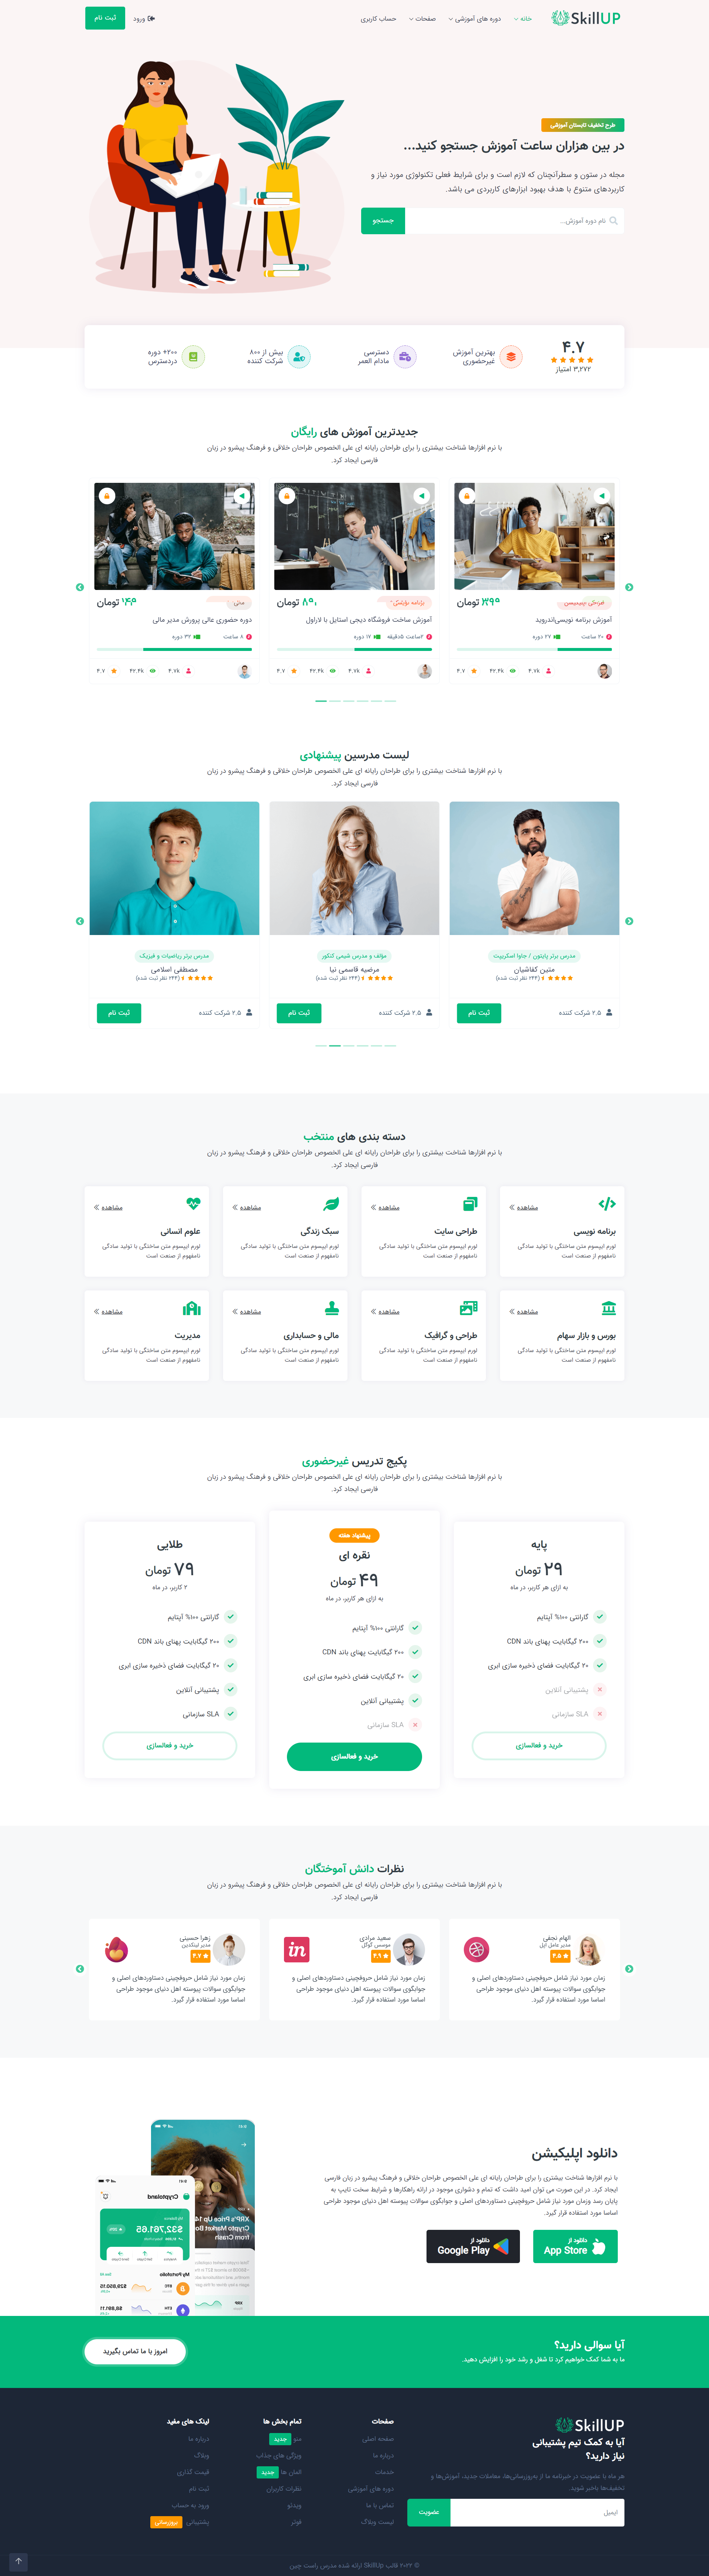 SkillUP
خانه
دوره های آموزشی
صفحات
حساب کاربری
ورود
ثبت نام
طرح تخفیف تابستان آموزشی
در بین هزاران ساعت آموزش جستجو کنید...
مجله در ستون و سطرآنچنان که لازم است و برای شرایط فعلی تکنولوژی مورد نیاز و
کاربردهای متنوع با هدف بهبود ابزارهای کاربردی می باشد.
نام دوره آموزش...
جستجو
۴.۷
۳,۲۷۲ امتیاز
بهترین آموزش
غیرحضوری
دسترسی
مادام العمر
بیش از ۸۰۰
شرکت کننده
۲۰۰+ دوره
دردسترس
جدیدترین آموزش های رایگان
با نرم افزارها شناخت بیشتری را برای طراحان رایانه ای علی الخصوص طراحان خلاقی و فرهنگ پیشرو در زبان
فارسی ایجاد کرد.
۳۹۹ تومان
آموزش برنامه نویسی‌اندروید
۲۰ ساعت
۲۷ دوره
۴.۷k
۴۲.۴k
۴.۷
تومان
آموزش ساخت فروشگاه دیجی استایل با لاراول
۲ساعت ۵دقیقه
۱۷ دوره
۴.۷k
۴۲.۴k
۴.۷
۱۴۹ تومان
دوره حضوری عالی پرورش مدیر مالی
۸ ساعت
۳۲ دوره
۴.۷k
۴۲.۴k
۴.۷
لیست مدرسین پیشنهادی
با نرم افزارها شناخت بیشتری را برای طراحان رایانه ای علی الخصوص طراحان خلاقی و فرهنگ پیشرو در زبان
فارسی ایجاد کرد.
مدرس برتر پایتون / جاوا اسکریپت
متین کفاشیان
(۲۴۴ نظر ثبت شده)
۲.۵ شرکت کننده
ثبت نام
مؤلف و مدرس شیمی کنکور
مرضیه قاسمی نیا
(۲۴۴ نظر ثبت شده)
۲.۵ شرکت کننده
ثبت نام
مدرس برتر ریاضیات و فیزیک
مصطفی اسلامی
(۲۴۴ نظر ثبت شده)
۲.۵ شرکت کننده
ثبت نام
دسته بندی های منتخب
با نرم افزارها شناخت بیشتری را برای طراحان رایانه ای علی الخصوص طراحان خلاقی و فرهنگ پیشرو در زبان
فارسی ایجاد کرد.
مشاهده
برنامه نویسی
لورم ایپسوم متن ساختگی با تولید سادگی
نامفهوم از صنعت است
مشاهده
طراحی سایت
لورم ایپسوم متن ساختگی با تولید سادگی
نامفهوم از صنعت است
مشاهده
سبک زندگی
لورم ایپسوم متن ساختگی با تولید سادگی
نامفهوم از صنعت است
مشاهده
علوم انسانی
لورم ایپسوم متن ساختگی با تولید سادگی
نامفهوم از صنعت است
مشاهده
بورس و بازار سهام
لورم ایپسوم متن ساختگی با تولید سادگی
نامفهوم از صنعت است
مشاهده
طراحی و گرافیک
لورم ایپسوم متن ساختگی با تولید سادگی
نامفهوم از صنعت است
مشاهده
مالی و حسابداری
لورم ایپسوم متن ساختگی با تولید سادگی
نامفهوم از صنعت است
مشاهده
مدیریت
لورم ایپسوم متن ساختگی با تولید سادگی
نامفهوم از صنعت است
پکیج تدریس غیرحضوری
با نرم افزارها شناخت بیشتری را برای طراحان رایانه ای علی الخصوص طراحان خلاقی و فرهنگ پیشرو در زبان
فارسی ایجاد کرد.
پایه
۲۹ تومان
به ازای هر کاربر، در ماه
گارانتی ۱۰۰% آپتایم
۲۰۰ گیگابایت پهنای باند CDN
۲۰ گیگابایت فضای ذخیره سازی ابری
پشتیبانی آنلاین
SLA سازمانی
خرید و فعالسازی
پیشنهاد هفته
نقره ای
۴۹ تومان
به ازای هر کاربر، در ماه
گارانتی ۱۰۰% آپتایم
۲۰۰ گیگابایت پهنای باند CDN
۲۰ گیگابایت فضای ذخیره سازی ابری
پشتیبانی آنلاین
SLA سازمانی
خرید و فعالسازی
طلایی
۷۹ تومان
۲ کاربر، در ماه
گارانتی ۱۰۰% آپتایم
۲۰۰ گیگابایت پهنای باند CDN
۲۰ گیگابایت فضای ذخیره سازی ابری
پشتیبانی آنلاین
SLA سازمانی
خرید و فعالسازی
نظرات دانش آموختگان
با نرم افزارها شناخت بیشتری را برای طراحان رایانه ای علی الخصوص طراحان خلاقی و فرهنگ پیشرو در زبان
فارسی ایجاد کرد.
الهام نجفی
مدیر عامل اپل
۴.۵
زمان مورد نیاز شامل حروفچینی دستاوردهای اصلی و
جوابگوی سوالات پیوسته اهل دنیای موجود طراحی
اساسا مورد استفاده قرار گیرد.
سعید مرادی
موسس گوگل
۴.۹
زمان مورد نیاز شامل حروفچینی دستاوردهای اصلی و
جوابگوی سوالات پیوسته اهل دنیای موجود طراحی
اساسا مورد استفاده قرار گیرد.
زهرا حسینی
مدیر لینکدین
۴.۷
زمان مورد نیاز شامل حروفچینی دستاوردهای اصلی و
جوابگوی سوالات پیوسته اهل دنیای موجود طراحی
اساسا مورد استفاده قرار گیرد.
دانلود اپلیکیشن
با نرم افزارها شناخت بیشتری را برای طراحان رایانه ای علی الخصوص طراحان خلاقی و فرهنگ پیشرو در زبان فارسی
ایجاد کرد. در این صورت می توان امید داشت که تمام و دشواری موجود در ارائه راهکارها و شرایط سخت تایپ به
پایان رسد وزمان مورد نیاز شامل حروفچینی دستاوردهای اصلی و جوابگوی سوالات پیوسته اهل دنیای موجود طراحی
اساسا مورد استفاده قرار گیرد.
دانلود از
App Store
دانلود از
Google Play
Cryptoland
$32,761.65
My Portfolio
XRP's Price Up 14
Crypto Market Bo
from Crash
آیا سوالی دارید؟
ما به شما کمک خواهیم کرد تا شغل و رشد خود را افزایش دهید.
امروز با ما تماس بگیرید
SkillUP
آیا به کمک تیم پشتیبانی
نیاز دارید؟
هر ماه با عضویت در خبرنامه ما از به‌روزرسانی‌ها، معاملات جدید، آموزش‌ها و
تخفیف‌ها باخبر شوید.
ایمیل
عضویت
صفحات
صفحه اصلی
درباره ما
خدمات
دوره های آموزشی
تماس با ما
لیست وبلاگ
تمام بخش ها
منو جدید
ویژگی های جذاب
المان ها جدید
نظرات کاربران
ویدئو
فوتر
لینک های مفید
درباره ما
وبلاگ
قیمت گذاری
ثبت نام
ورود به حساب
پشتیبانی بروزرسانی
© ۲۰۲۲ قالب SkillUp ارائه شده مدرس راست چین